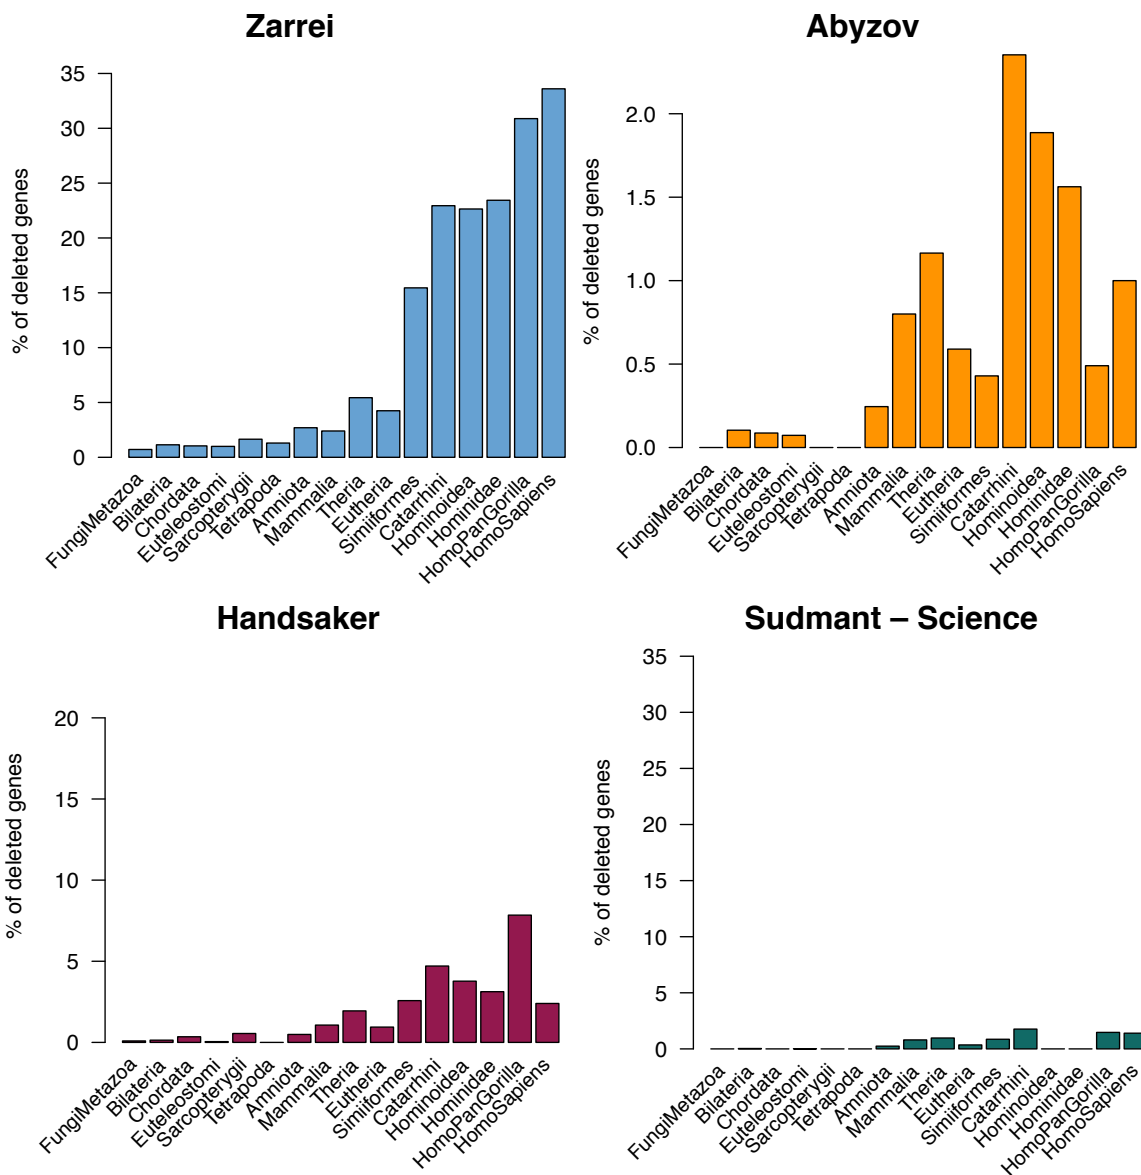 Zarrei
% of deleted genes
35
30
25
20
15
10
5
0
FungiMetazoa
Bilateria
Chordata
Euteleostomi
Sarcopterygii
Tetrapoda
Amniota
Mammalia
Theria
Eutheria
Simiiformes
Catarrhini
Hominoidea
Hominidae
HomoPanGorilla
HomoSapiens
Abyzov
% of deleted genes
2.0
1.5
1.0
0.5
0.0
FungiMetazoa
Bilateria
Chordata
Euteleostomi
Sarcopterygii
Tetrapoda
Amniota
Mammalia
Theria
Eutheria
Simiiformes
Catarrhini
Hominoidea
Hominidae
HomoPanGorilla
HomoSapiens
Handsaker
% of deleted genes
20
15
10
5
0
FungiMetazoa
Bilateria
Chordata
Euteleostomi
Sarcopterygii
Tetrapoda
Amniota
Mammalia
Theria
Eutheria
Simiiformes
Catarrhini
Hominoidea
Hominidae
HomoPanGorilla
HomoSapiens
Sudmant – Science
% of deleted genes
35
30
25
20
15
10
5
0
FungiMetazoa
Bilateria
Chordata
Euteleostomi
Sarcopterygii
Tetrapoda
Amniota
Mammalia
Theria
Eutheria
Simiiformes
Catarrhini
Hominoidea
Hominidae
HomoPanGorilla
HomoSapiens